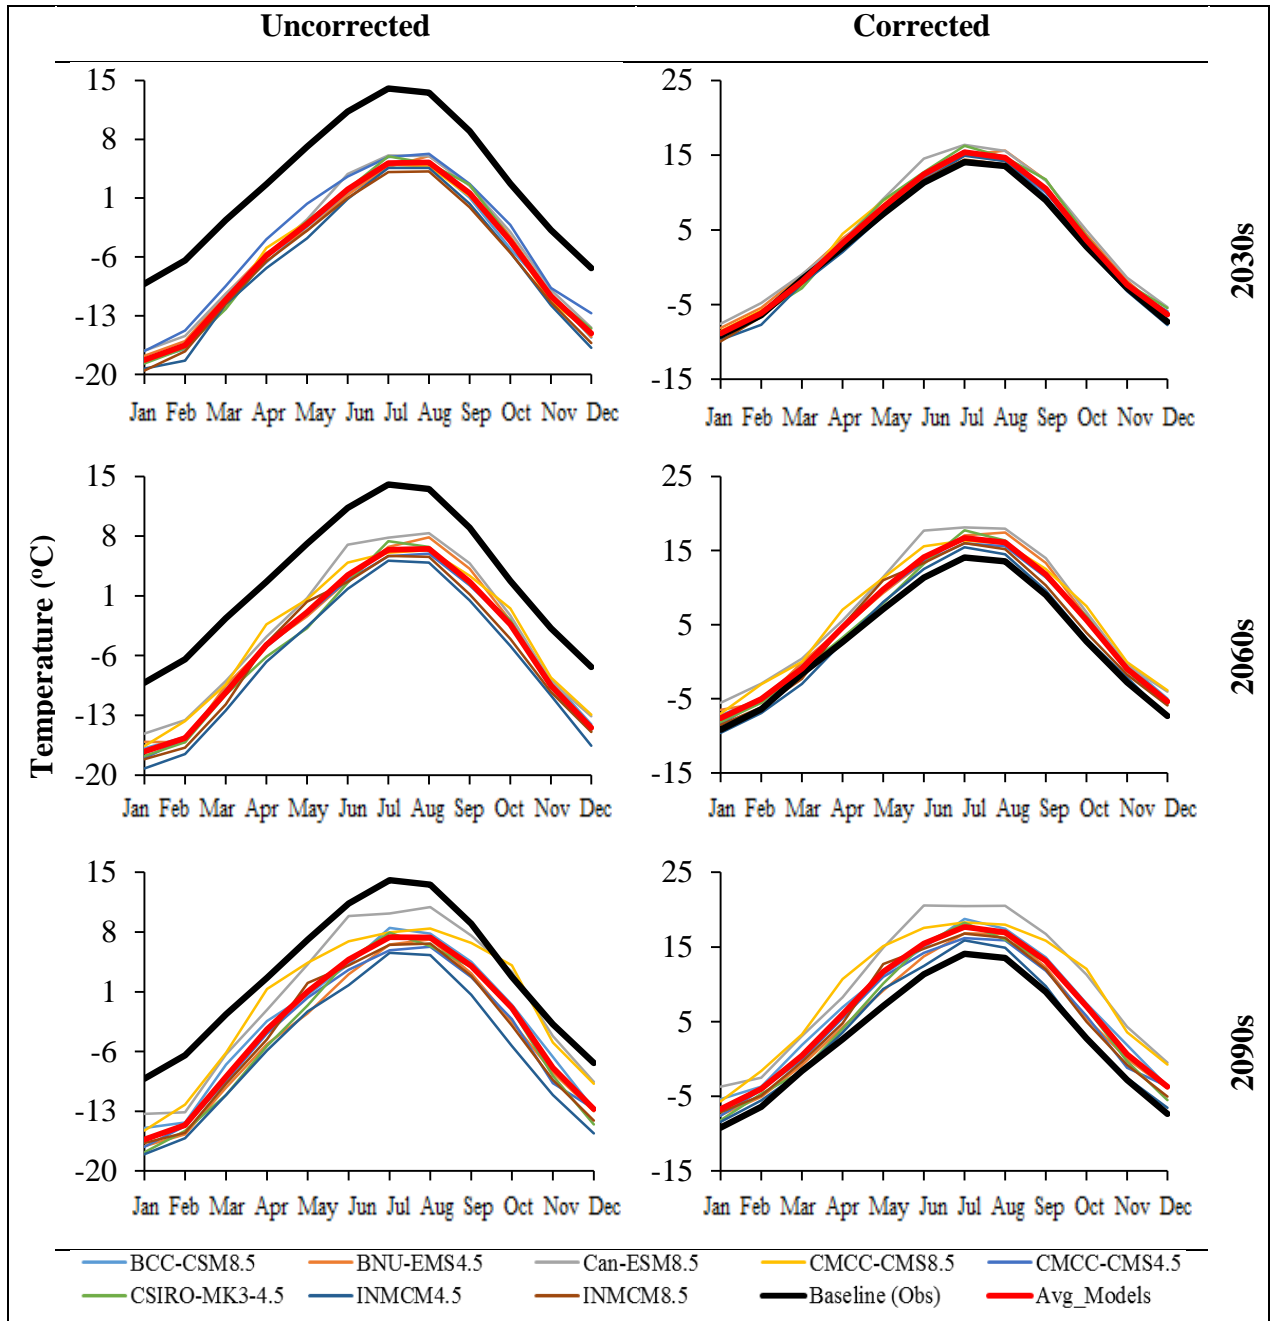 Uncorrected Corrected
15
8
1
-6
-13
-20
Jan Feb Mar Apr May Jun Jul Aug Sep Oct Nov Dec
25
15
5
-5
-15
Jan Feb Mar Apr May Jun Jul Aug Sep Oct Nov Dec
2030s
Temperature (ºC)
15
8
1
-6
-13
-20
Jan Feb Mar Apr May Jun Jul Aug Sep Oct Nov Dec
25
15
5
-5
-15
Jan Feb Mar Apr May Jun Jul Aug Sep Oct Nov Dec
2060s
15
8
1
-6
-13
-20
Jan Feb Mar Apr May Jun Jul Aug Sep Oct Nov Dec
25
15
5
-5
-15
Jan Feb Mar Apr May Jun Jul Aug Sep Oct Nov Dec
2090s
BCC-CSM8.5 BNU-EMS4.5 Can-ESM8.5 CMCC-CMS8.5 CMCC-CMS4.5
CSIRO-MK3-4.5 INMCM4.5 INMCM8.5 Baseline (Obs) Avg_Models